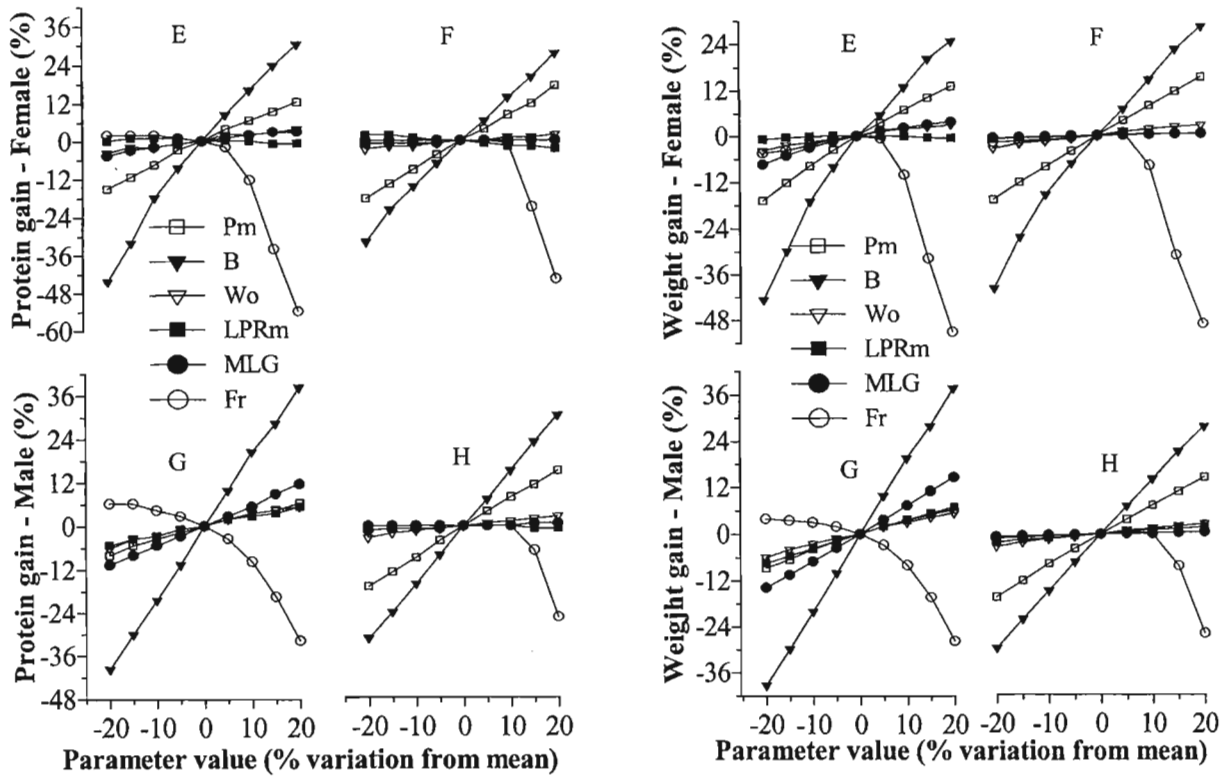 Protein gain - Female (%)
36
24
12
0
-12
-24
-36
-48
-60
E
F
Pm
B
Wo
LPRm
MLG
Fr
Protein gain - Male (%)
36
24
12
0
-12
-24
-36
-48
G
H
-20 -10 0 10 20
-20 -10 0 10 20
Parameter value (% variation from mean)
Weight gain - Female (%)
24
12
0
-12
-24
-36
-48
E
F
Pm
B
Wo
LPRm
MLG
Fr
Weigjht gain - Male (%)
36
24
12
0
-12
-24
-36
G
H
-20 -10 0 10 20
-20 -10 0 10 20
Parameter value (% variation from mean)